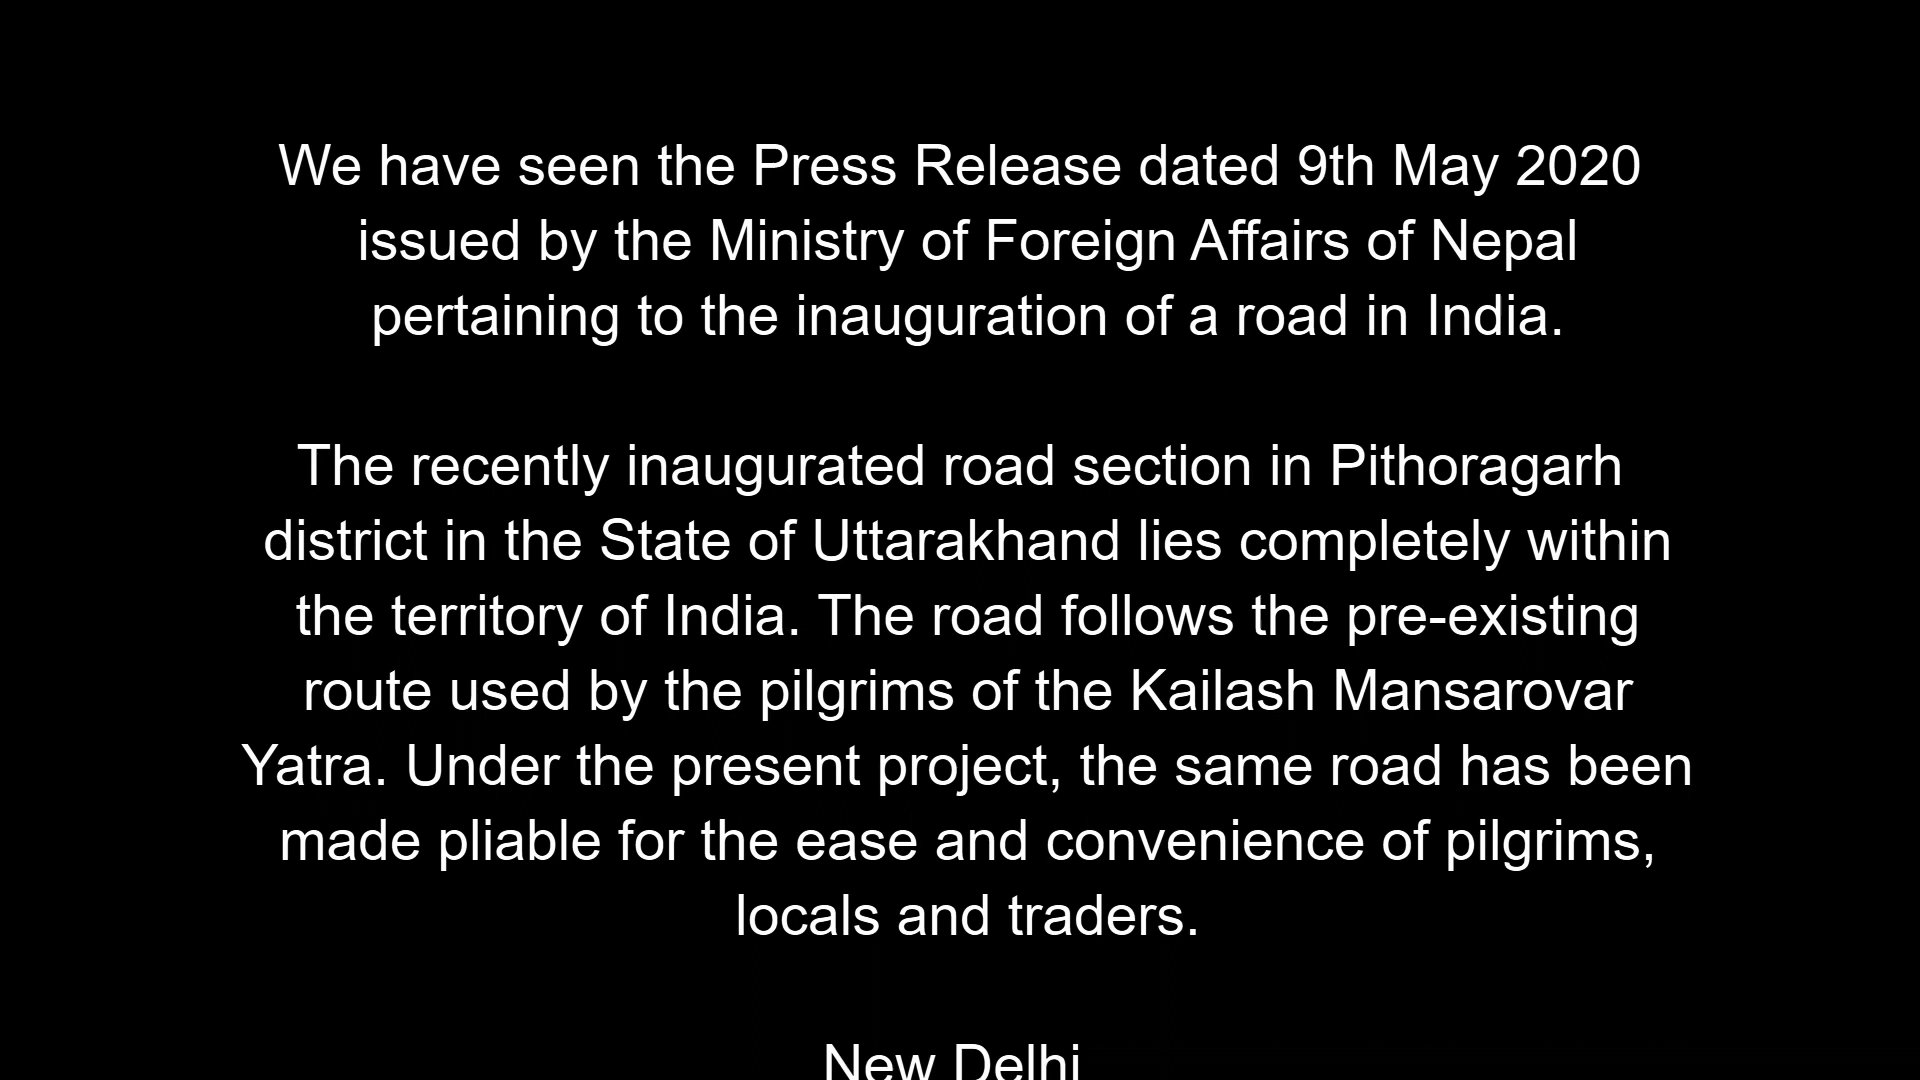 We have seen the Press Release dated 9th May 2020
issued by the Ministry of Foreign Affairs of Nepal
pertaining to the inauguration of a road in India.
The recently inaugurated road section in Pithoragarh
district in the State of Uttarakhand lies completely within
the territory of India. The road follows the pre-existing
route used by the pilgrims of the Kailash Mansarovar
Yatra. Under the present project, the same road has been
made pliable for the ease and convenience of pilgrims,
locals and traders.
New Delhi